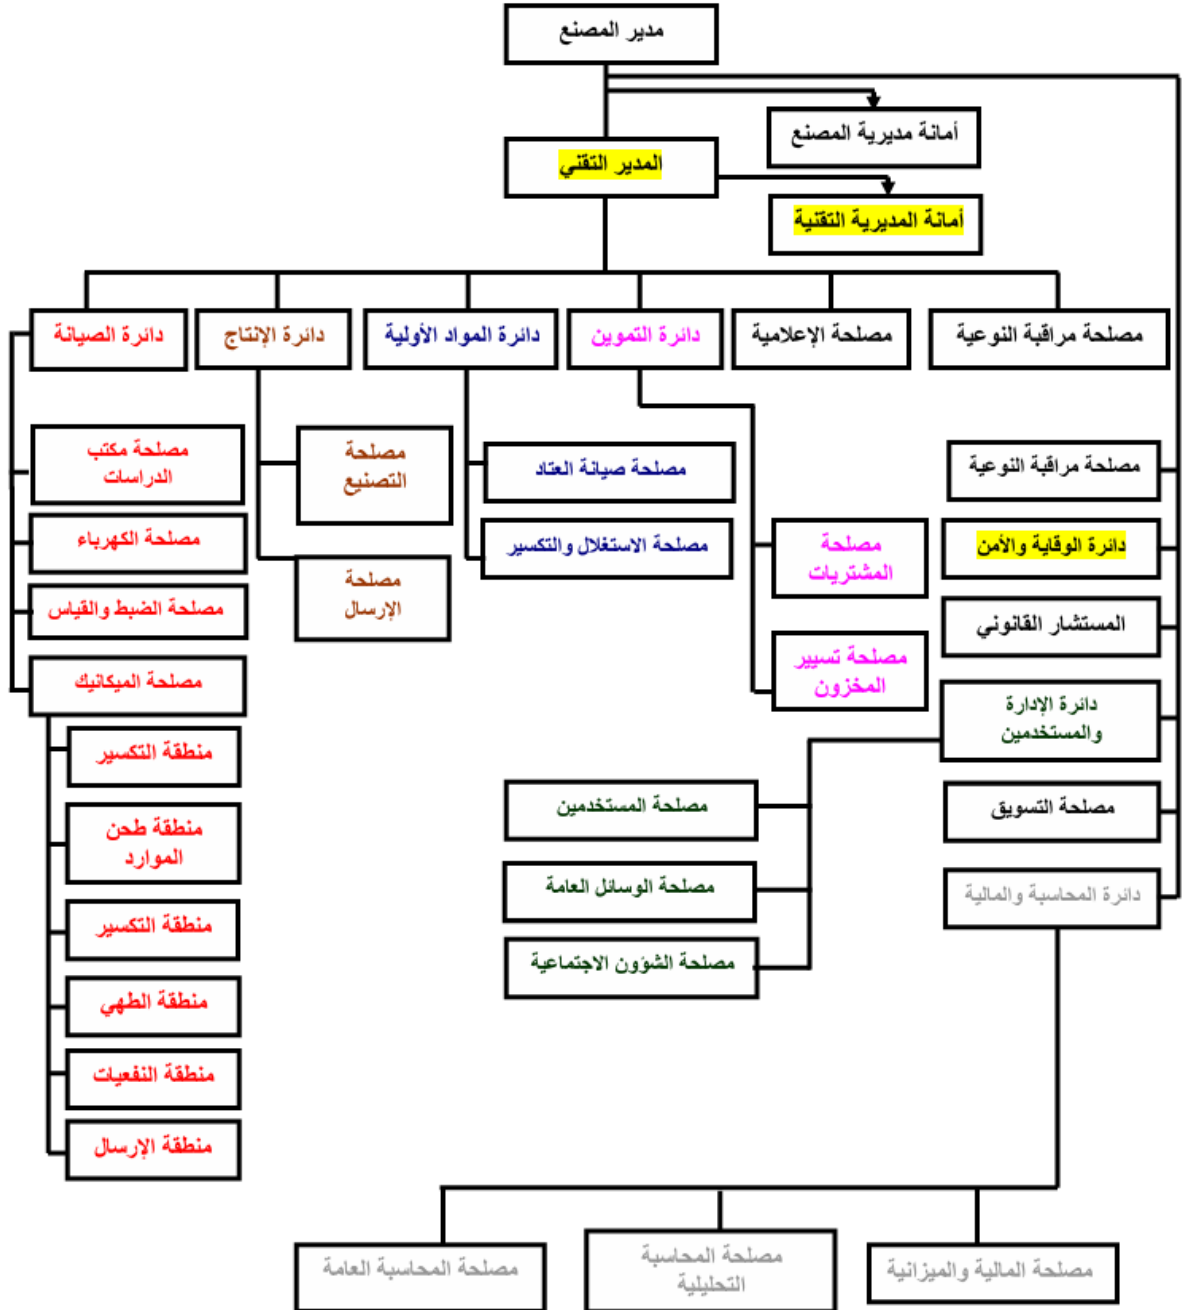 مدير المصنع
أمانة مديرية المصنع
المدير التقني
أمانة المديرية التقنية
مصلحة مراقبة النوعية
مصلحة الإعلامية
دائرة التموين
دائرة المواد الأولية
دائرة الإنتاج
دائرة الصيانة
مصلحة مراقبة النوعية
دائرة الوقاية والأمن
المستشار القانوني
دائرة الإدارة
والمستخدمين
مصلحة التسويق
دائرة المحاسبة والمالية
مصلحة
المشتريات
مصلحة تسيير
المخزون
مصلحة صيانة العتاد
مصلحة الاستغلال والتكسير
مصلحة
التصنيع
مصلحة
الإرسال
مصلحة مكتب
الدراسات
مصلحة الكهرباء
مصلحة الضبط والقياس
مصلحة الميكانيك
منطقة التكسير
منطقة طحن
الموارد
منطقة التكسير
منطقة الطهي
منطقة النفعيات
منطقة الإرسال
مصلحة المستخدمين
مصلحة الوسائل العامة
مصلحة الشؤون الاجتماعية
مصلحة المالية والميزانية
مصلحة المحاسبة
التحليلية
مصلحة المحاسبة العامة